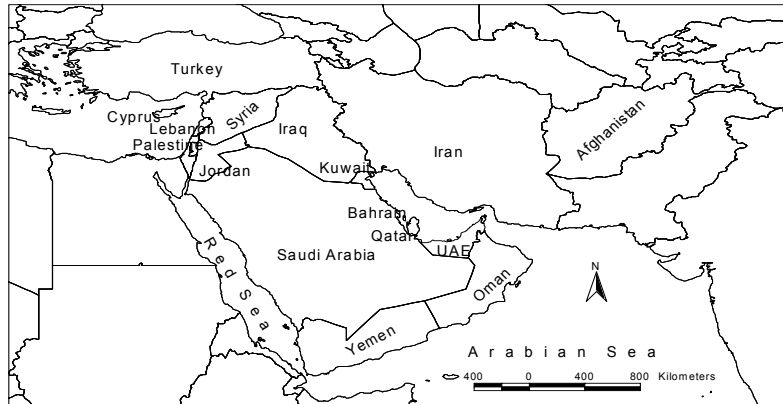 Turkey
Cyprus
Syria
Lebanon
Palestine
Iraq
Iran
Afghanistan
Jordan
Kuwait
Bahram
Qatar
Saudi Arabia
UAE
Red Sea
Oman
Yemen
N
Arabian Sea
400 0 400 800 Kilometers